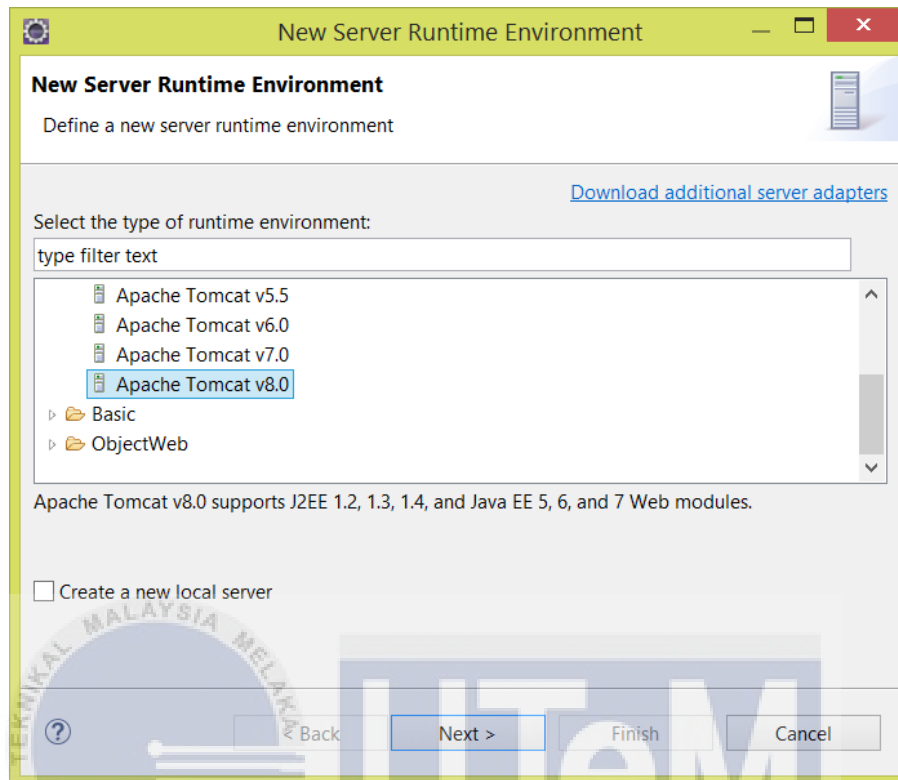 New Server Runtime Environment
New Server Runtime Environment
Define a new server runtime environment
Download additional server adapters
Select the type of runtime environment:
type filter text
Apache Tomcat v5.5
Apache Tomcat v6.0
Apache Tomcat v7.0
Apache Tomcat v8.0
Basic
ObjectWeb
Apache Tomcat v8.0 supports J2EE 1.2, 1.3, 1.4, and Java EE 5, 6, and 7 Web modules.
Create a new local server
TEKNIKAL MALAYSIA MELAKA
UTeM
? < Back Next > Finish Cancel